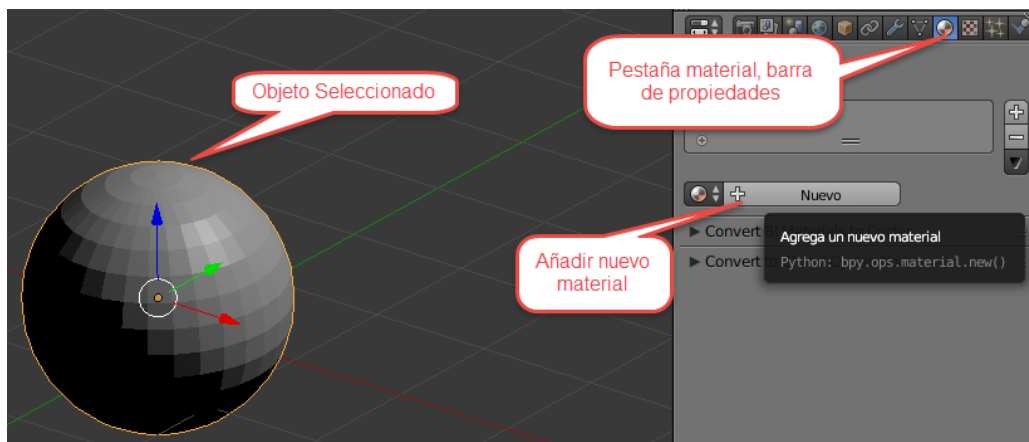 Objeto Seleccionado
Pestaña material, barra
de propiedades
Nuevo
Añadir nuevo
material
Convert
Agrega un nuevo material
Convert
Python: bpy.ops.material.new()